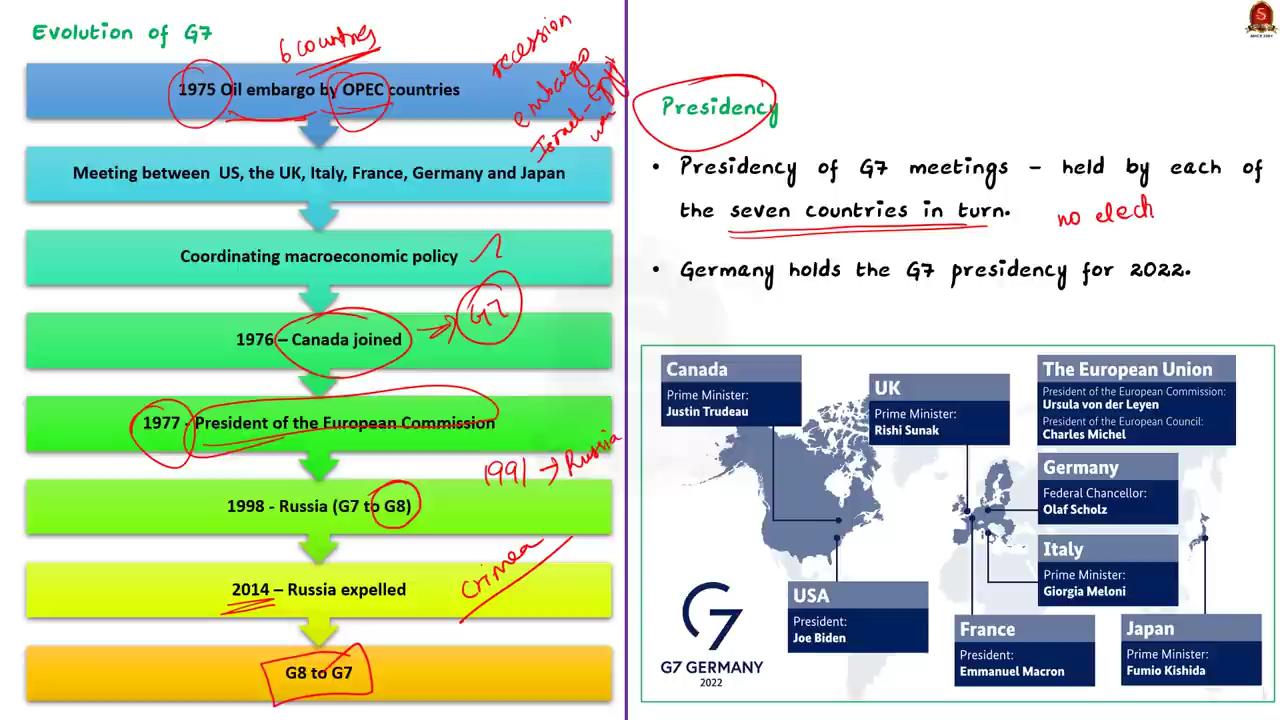 Evolution of G7
6 countries
1975 Oil embargo by OPEC countries
recession
embargo
Israel-Egypt
war
Meeting between US, the UK, Italy, France, Germany and Japan
Coordinating macroeconomic policy
1976 – Canada joined
G7
1977 - President of the European Commission
1991 → Russia
1998 - Russia (G7 to G8)
2014 – Russia expelled
Crimea
G8 to G7
S
SINCE 2004
Presidency
• Presidency of G7 meetings - held by each of
the seven countries in turn.
no elect
• Germany holds the G7 presidency for 2022.
Canada
Prime Minister:
Justin Trudeau
UK
Prime Minister:
Rishi Sunak
The European Union
President of the European Commission:
Ursula von der Leyen
President of the European Council:
Charles Michel
Germany
Federal Chancellor:
Olaf Scholz
Italy
Prime Minister:
Giorgia Meloni
USA
President:
Joe Biden
France
President:
Emmanuel Macron
Japan
Prime Minister:
Fumio Kishida
G7
G7 GERMANY
2022